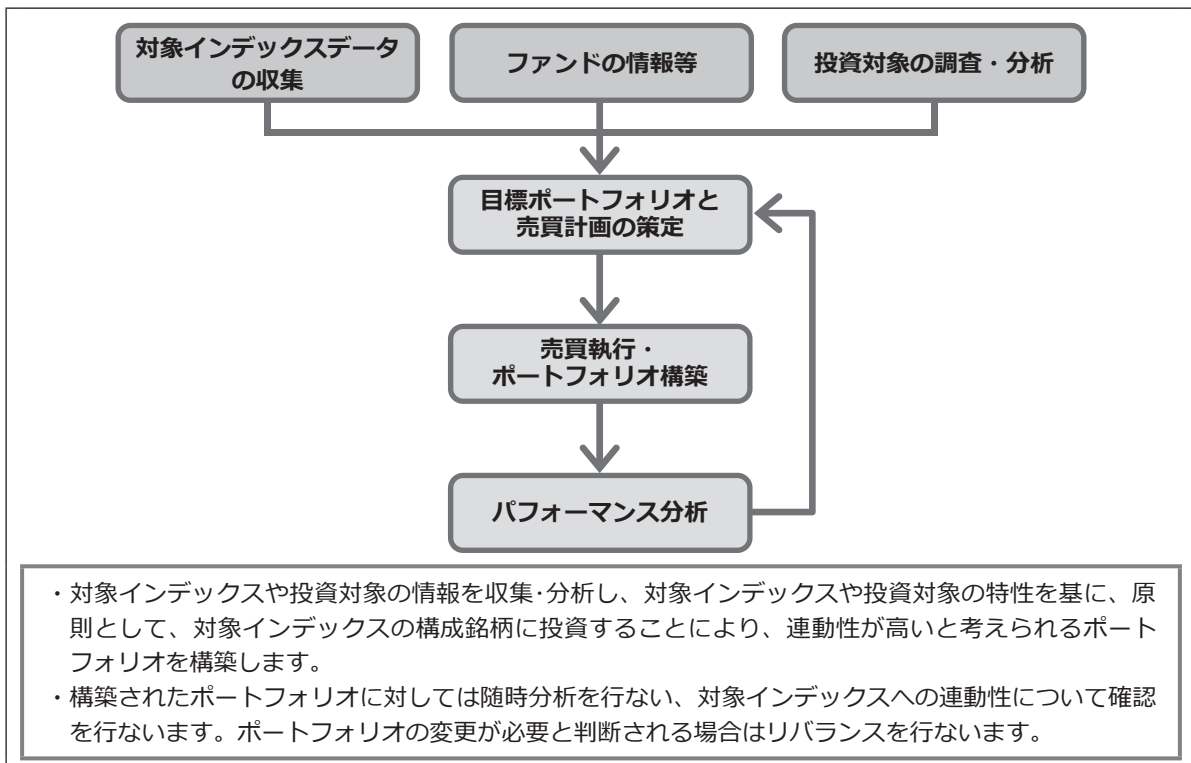 対象インデックスデータ
の収集
ファンドの情報等
投資対象の調査・分析
目標ポートフォリオと
売買計画の策定
売買執行・
ポートフォリオ構築
パフォーマンス分析
・対象インデックスや投資対象の情報を収集･分析し、対象インデックスや投資対象の特性を基に、原
則として、対象インデックスの構成銘柄に投資することにより、連動性が高いと考えられるポート
フォリオを構築します。
・構築されたポートフォリオに対しては随時分析を行ない、対象インデックスへの連動性について確認
を行ないます。ポートフォリオの変更が必要と判断される場合はリバランスを行ないます。